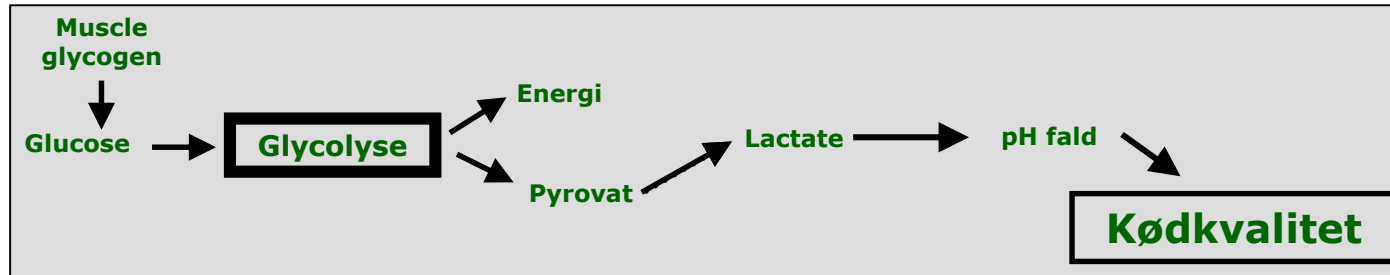 Muscle
glycogen
Glucose
Glycolyse
Energi
Pyrovat
Lactate
pH fald
Kødkvalitet